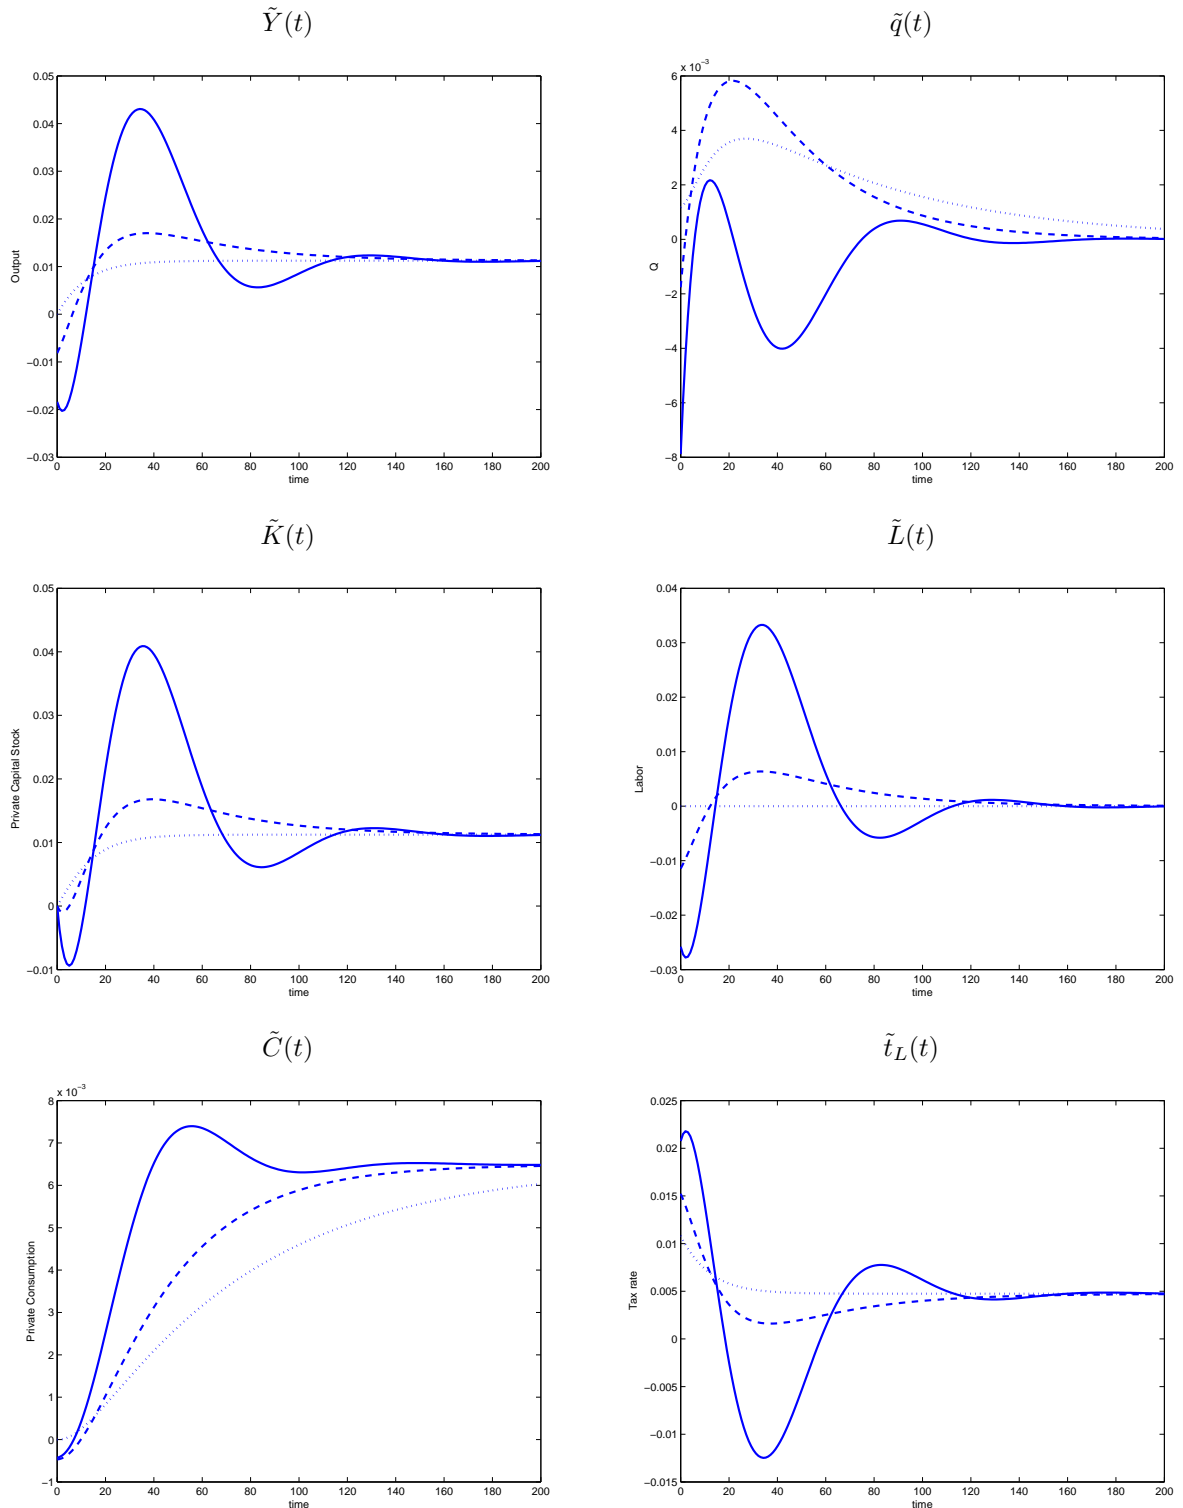 Ỹ(t)
q̃(t)
0.05
0.04
0.03
0.02
0.01
0
−0.01
−0.02
−0.03
Output
0 20 40 60 80 100 120 140 160 180 200
time
x 10⁻³
6
4
2
0
−2
−4
−6
−8
Q
0 20 40 60 80 100 120 140 160 180 200
time
K̃(t)
L̃(t)
0.05
0.04
0.03
0.02
0.01
0
−0.01
Private Capital Stock
0 20 40 60 80 100 120 140 160 180 200
time
0.04
0.03
0.02
0.01
0
−0.01
−0.02
−0.03
Labor
0 20 40 60 80 100 120 140 160 180 200
time
C̃(t)
t̃_L(t)
x 10⁻³
8
7
6
5
4
3
2
1
0
−1
Private Consumption
0 20 40 60 80 100 120 140 160 180 200
time
0.025
0.02
0.015
0.01
0.005
0
−0.005
−0.01
−0.015
Tax rate
0 20 40 60 80 100 120 140 160 180 200
time